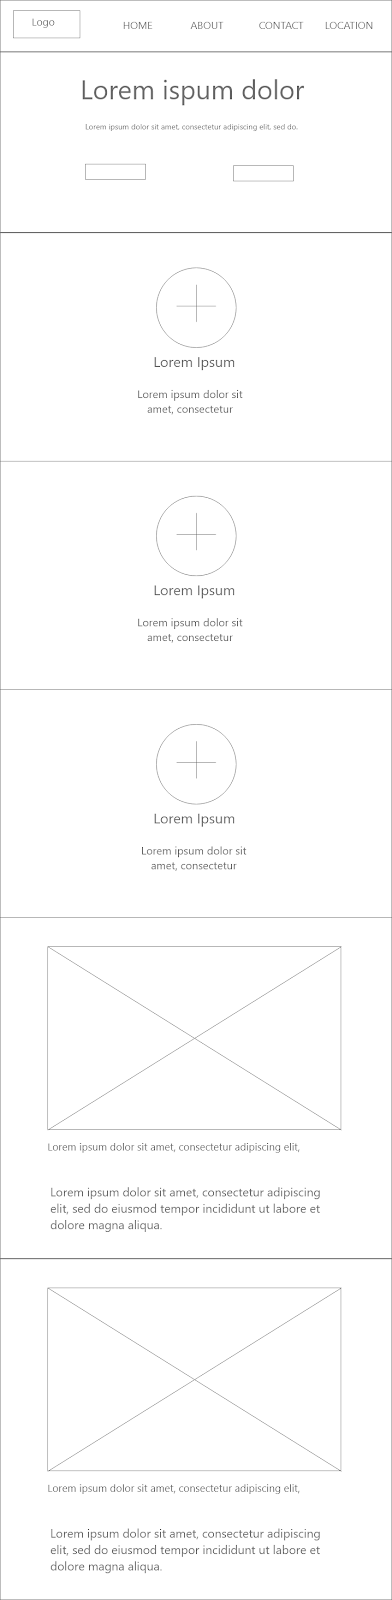 Logo
HOME ABOUT CONTACT LOCATION
Lorem ispum dolor
Lorem ipsum dolor sit amet, consectetur adipiscing elit, sed do.
Lorem Ipsum
Lorem ipsum dolor sit
amet, consectetur
Lorem Ipsum
Lorem ipsum dolor sit
amet, consectetur
Lorem Ipsum
Lorem ipsum dolor sit
amet, consectetur
Lorem ipsum dolor sit amet, consectetur adipiscing elit,
Lorem ipsum dolor sit amet, consectetur adipiscing
elit, sed do eiusmod tempor incididunt ut labore et
dolore magna aliqua.
Lorem ipsum dolor sit amet, consectetur adipiscing elit,
Lorem ipsum dolor sit amet, consectetur adipiscing
elit, sed do eiusmod tempor incididunt ut labore et
dolore magna aliqua.